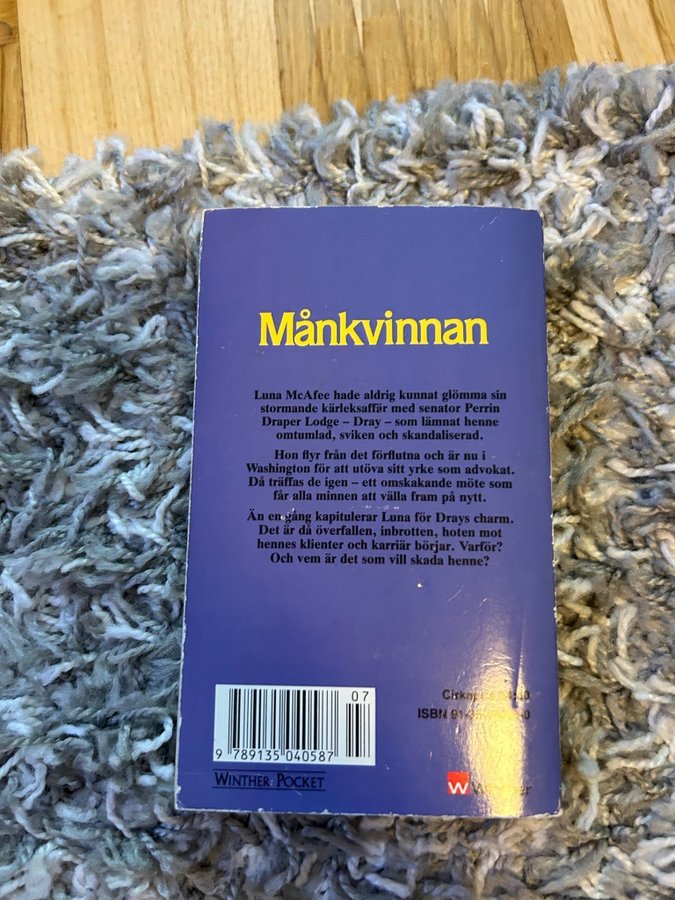 Månkvinnan
Luna McAfee hade aldrig kunnat glömma sin
stormande kärleksaffär med senator Perrin
Draper Lodge – Dray – som lämnat henne
omtumlad, sviken och skandaliserad.
Hon flyr från det förflutna och är nu i
Washington för att utöva sitt yrke som advokat.
Då träffas de igen – ett omskakande möte som
får alla minnen att välla fram på nytt.
Än en gång kapitulerar Luna för Drays charm.
Det är då överfallen, inbrotten, hoten mot
hennes klienter och karriär börjar. Varför?
Och vem är det som vill skada henne?
07
ISBN
9 789135 040587
WINTHER POCKET
W